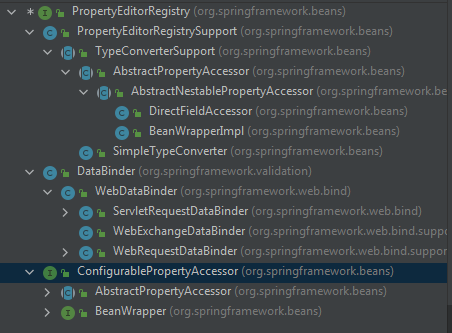 * I PropertyEditorRegistry (org.springframework.beans)
C PropertyEditorRegistrySupport (org.springframework.beans)
C TypeConverterSupport (org.springframework.beans)
C AbstractPropertyAccessor (org.springframework.beans)
C AbstractNestablePropertyAccessor (org.springframework.be
C DirectFieldAccessor (org.springframework.beans)
C BeanWrapperImpl (org.springframework.beans)
C SimpleTypeConverter (org.springframework.beans)
C DataBinder (org.springframework.validation)
C WebDataBinder (org.springframework.web.bind)
C ServletRequestDataBinder (org.springframework.web.bind)
C WebExchangeDataBinder (org.springframework.web.bind.suppo
C WebRequestDataBinder (org.springframework.web.bind.suppor
I ConfigurablePropertyAccessor (org.springframework.beans)
C AbstractPropertyAccessor (org.springframework.beans)
I BeanWrapper (org.springframework.beans)